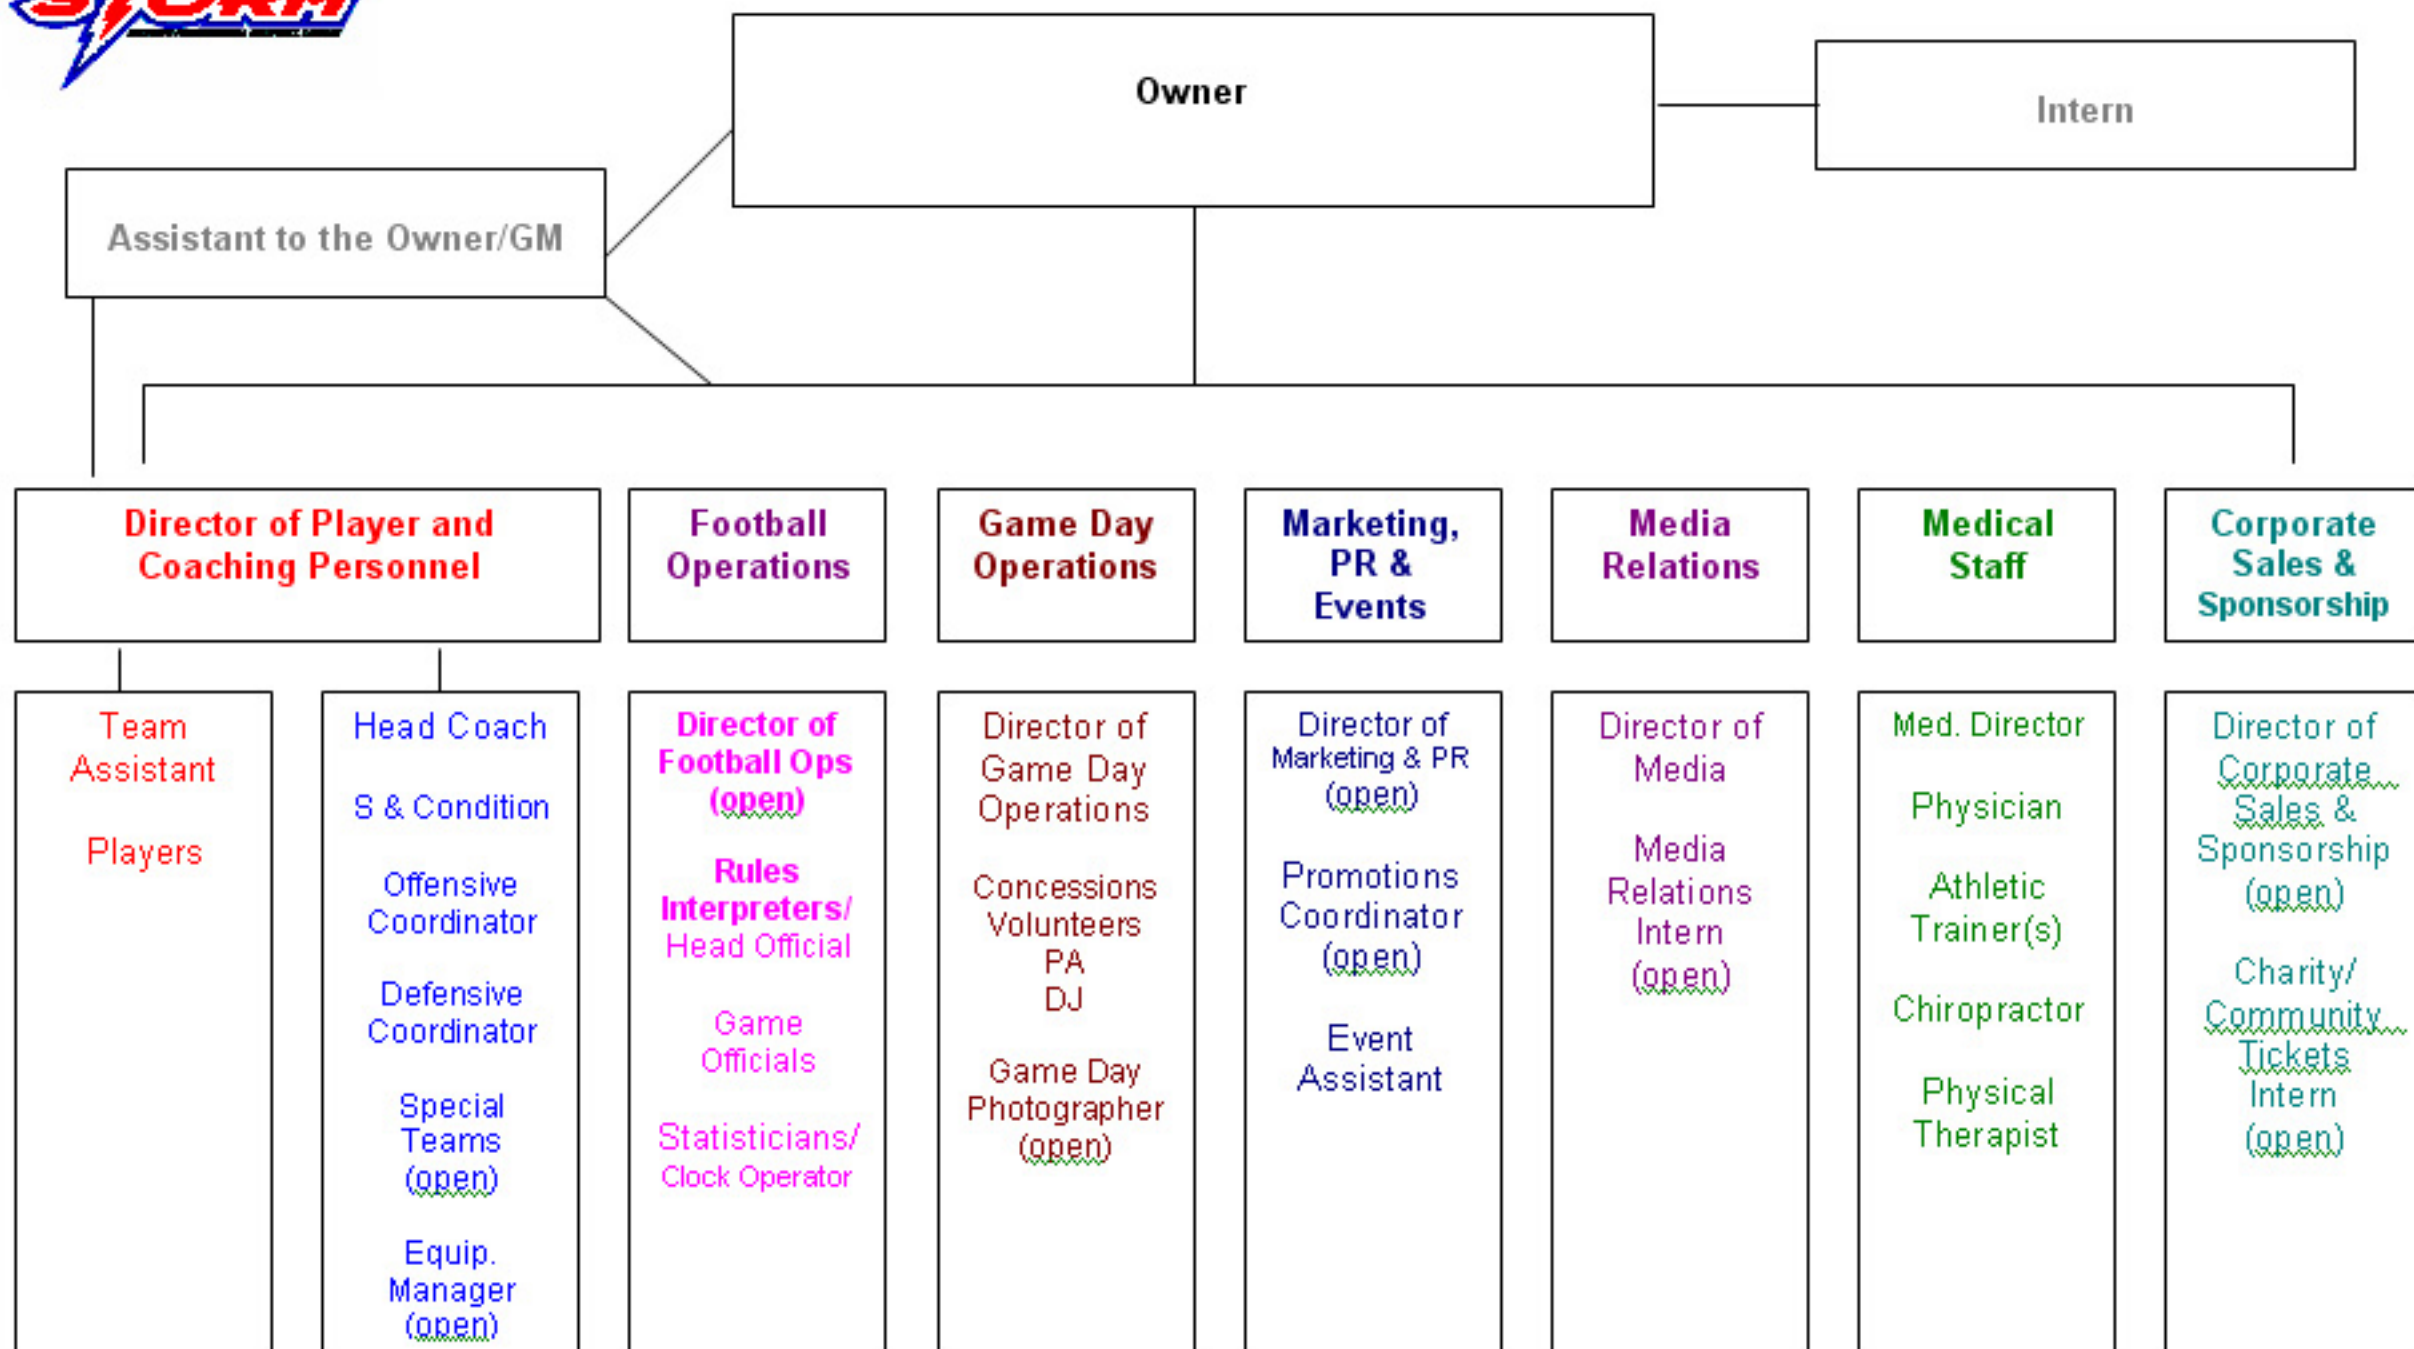 STORM
Owner
Intern
Assistant to the Owner/GM
Director of Player and
Coaching Personnel
Football
Operations
Game Day
Operations
Marketing,
PR &
Events
Media
Relations
Medical
Staff
Corporate
Sales &
Sponsorship
Team
Assistant
Players
Head Coach
S & Condition
Offensive
Coordinator
Defensive
Coordinator
Special
Teams
(open)
Equip.
Manager
(open)
Director of
Football Ops
(open)
Rules
Interpreters/
Head Official
Game
Officials
Statisticians/
Clock Operator
Director of
Game Day
Operations
Concessions
Volunteers
PA
DJ
Game Day
Photographer
(open)
Director of
Marketing & PR
(open)
Promotions
Coordinator
(open)
Event
Assistant
Director of
Media
Media
Relations
Intern
(open)
Med. Director
Physician
Athletic
Trainer(s)
Chiropractor
Physical
Therapist
Director of
Corporate
Sales &
Sponsorship
(open)
Charity/
Community
Tickets
Intern
(open)